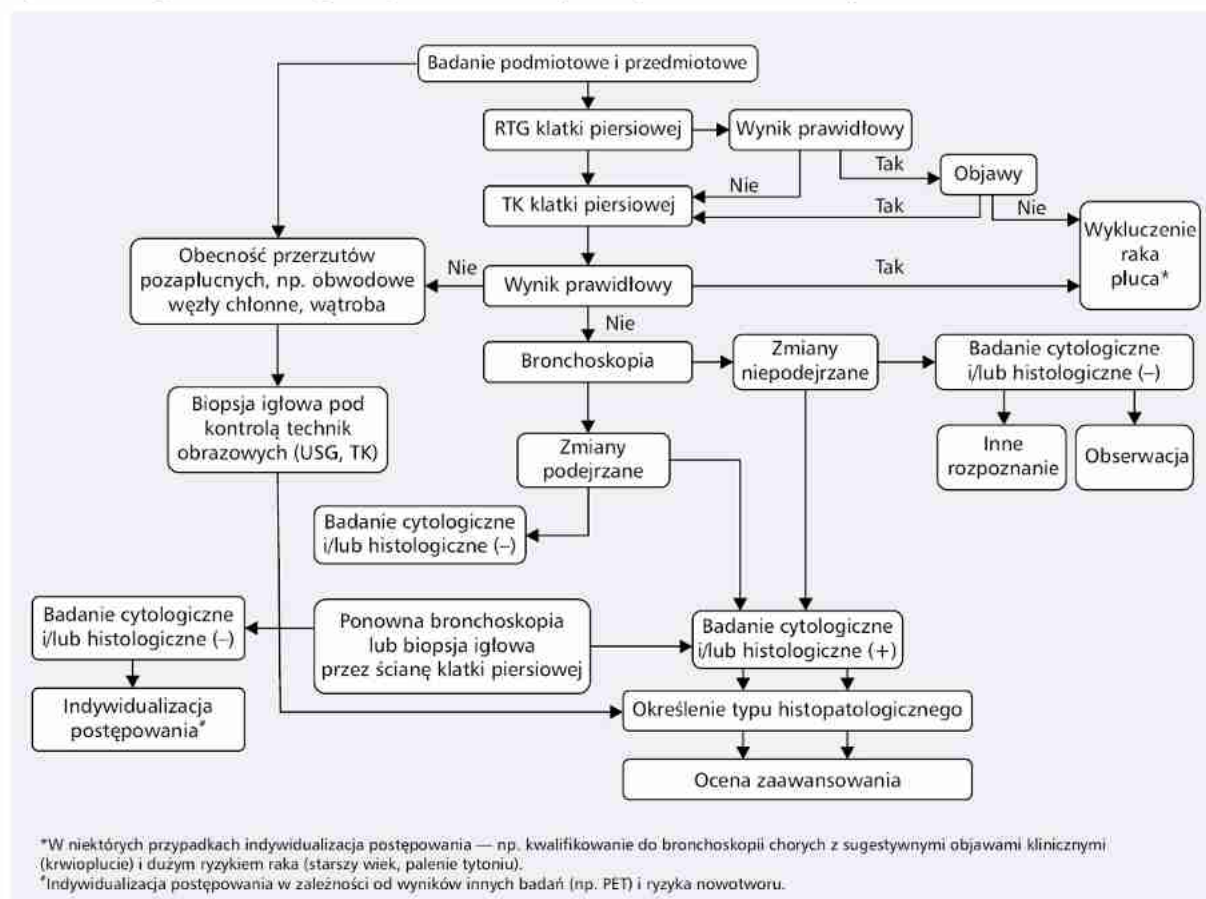 Badanie podmiotowe i przedmiotowe
RTG klatki piersiowej
Wynik prawidłowy
Tak
Objawy
Nie
TK klatki piersiowej
Tak
Nie
Wykluczenie
raka
płuca*
Obecność przerzutów
pozapłucnych, np. obwodowe
węzły chłonne, wątroba
Nie
Wynik prawidłowy
Tak
Nie
Bronchoskopia
Zmiany
niepodejrzane
Badanie cytologiczne
i/lub histologiczne (–)
Biopsja igłowa pod
kontrolą technik
obrazowych (USG, TK)
Zmiany
podejrzane
Inne
rozpoznanie
Obserwacja
Badanie cytologiczne
i/lub histologiczne (–)
Badanie cytologiczne
i/lub histologiczne (–)
Ponowna bronchoskopia
lub biopsja igłowa
przez ścianę klatki piersiowej
Badanie cytologiczne
i/lub histologiczne (+)
Indywidualizacja
postępowania#
Określenie typu histopatologicznego
Ocena zaawansowania
*W niektórych przypadkach indywidualizacja postępowania — np. kwalifikowanie do bronchoskopii chorych z sugestywnymi objawami klinicznymi
(krwioplucie) i dużym ryzykiem raka (starszy wiek, palenie tytoniu).
#Indywidualizacja postępowania w zależności od wyników innych badań (np. PET) i ryzyka nowotworu.